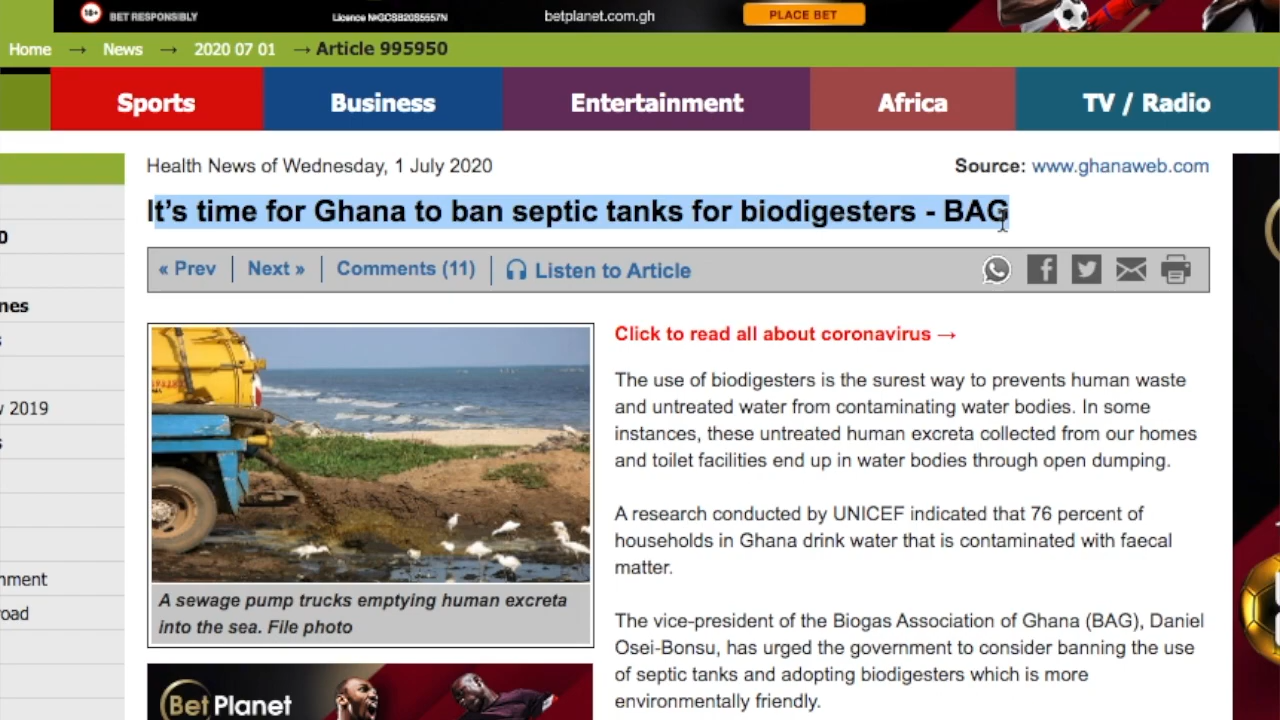 18+ BET RESPONSIBLY
betplanet.com.gh
PLACE BET
Home → News → 2020 07 01 → Article 995950
Sports Business Entertainment Africa TV / Radio
Health News of Wednesday, 1 July 2020
Source: www.ghanaweb.com
It's time for Ghana to ban septic tanks for biodigesters - BAG
« Prev Next » Comments (11) Listen to Article
A sewage pump trucks emptying human excreta
into the sea. File photo
Bet Planet
Click to read all about coronavirus →
The use of biodigesters is the surest way to prevents human waste
and untreated water from contaminating water bodies. In some
instances, these untreated human excreta collected from our homes
and toilet facilities end up in water bodies through open dumping.
A research conducted by UNICEF indicated that 76 percent of
households in Ghana drink water that is contaminated with faecal
matter.
The vice-president of the Biogas Association of Ghana (BAG), Daniel
Osei-Bonsu, has urged the government to consider banning the use
of septic tanks and adopting biodigesters which is more
environmentally friendly.
2019